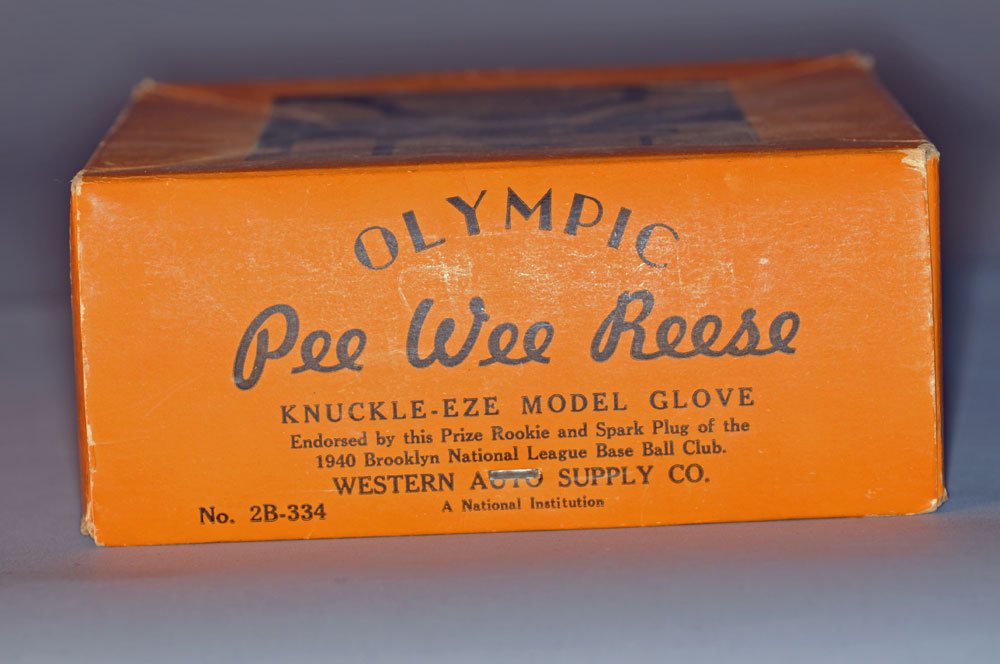 OLYMPIC
Pee Wee Reese
KNUCKLE-EZE MODEL GLOVE
Endorsed by this Prize Rookie and Spark Plug of the
1940 Brooklyn National League Base Ball Club.
WESTERN AUTO SUPPLY CO.
No. 2B-334
A National Institution